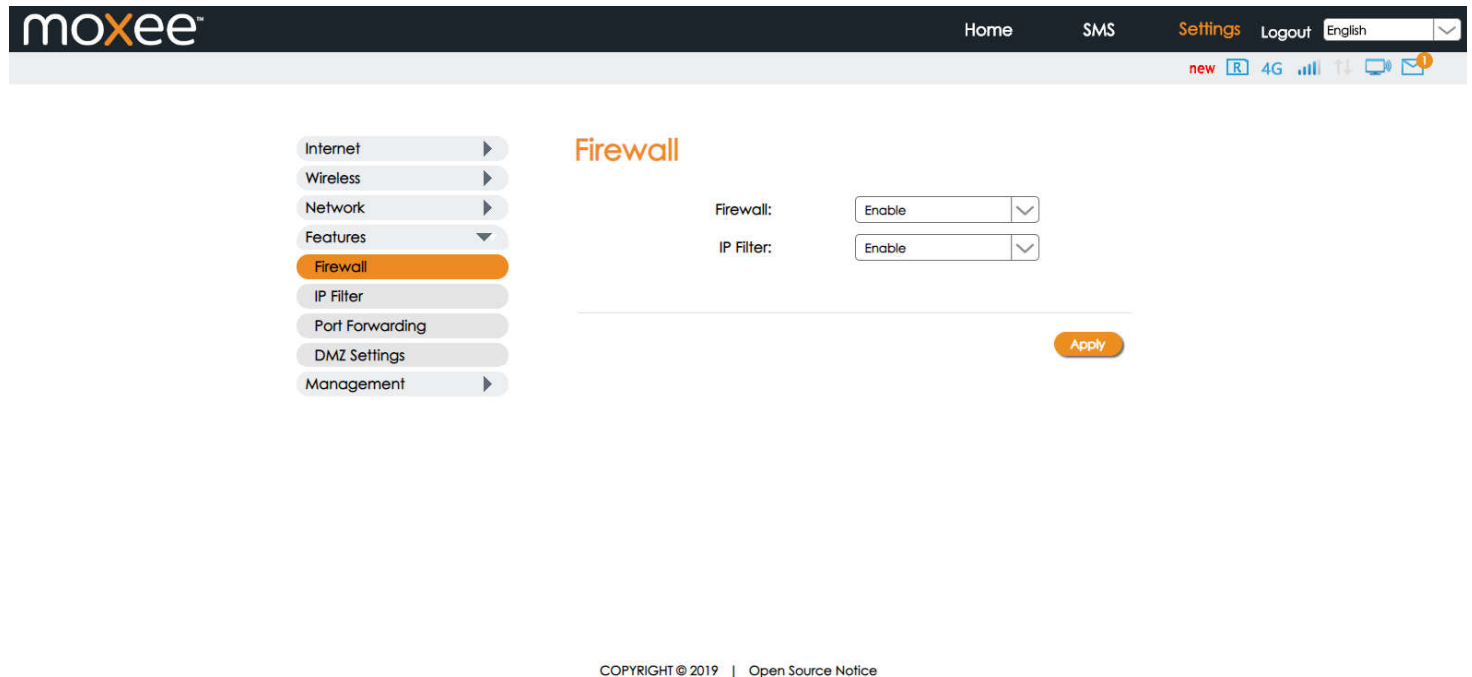 moxee™
Home SMS Settings Logout English
new R 4G 1
Internet
Wireless
Network
Features
Firewall
IP Filter
Port Forwarding
DMZ Settings
Management
Firewall
Firewall: Enable
IP Filter: Enable
Apply
COPYRIGHT © 2019 | Open Source Notice